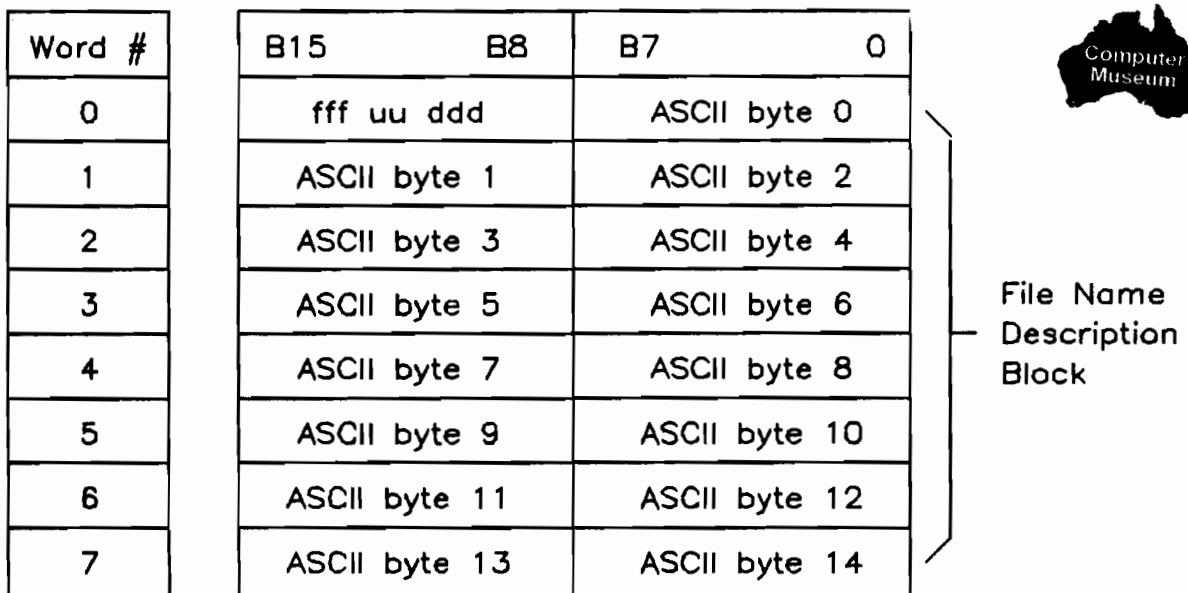 Word # B15 B8 B7 0
0 fff uu ddd ASCII byte 0
1 ASCII byte 1 ASCII byte 2
2 ASCII byte 3 ASCII byte 4
3 ASCII byte 5 ASCII byte 6
4 ASCII byte 7 ASCII byte 8
5 ASCII byte 9 ASCII byte 10
6 ASCII byte 11 ASCII byte 12
7 ASCII byte 13 ASCII byte 14
File Name
Description
Block
Computer
Museum